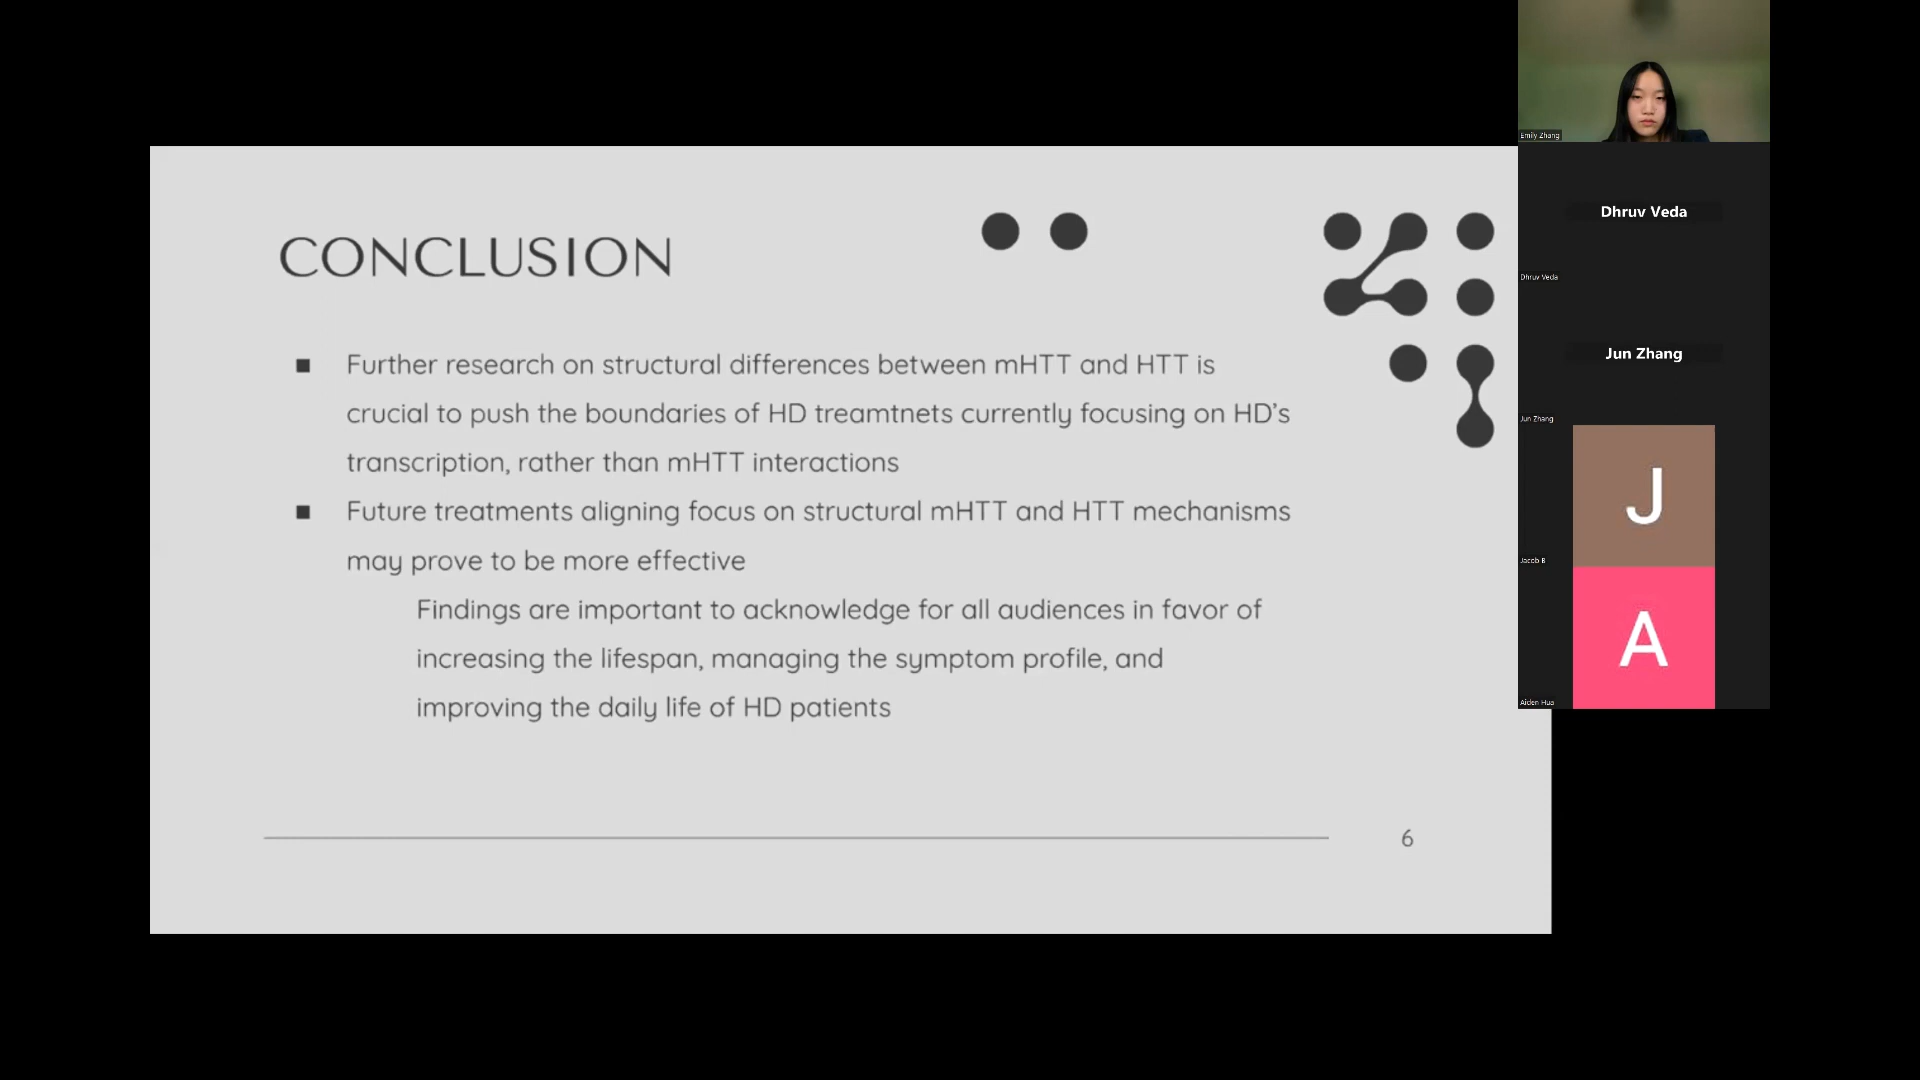 CONCLUSION
Further research on structural differences between mHTT and HTT is
crucial to push the boundaries of HD treamtnets currently focusing on HD’s
transcription, rather than mHTT interactions
Future treatments aligning focus on structural mHTT and HTT mechanisms
may prove to be more effective
Findings are important to acknowledge for all audiences in favor of
increasing the lifespan, managing the symptom profile, and
improving the daily life of HD patients
6
Emily Zhang
Dhruv Veda
Dhruv Veda
Jun Zhang
Jun Zhang
J
Jacob B
A
Aiden Hua